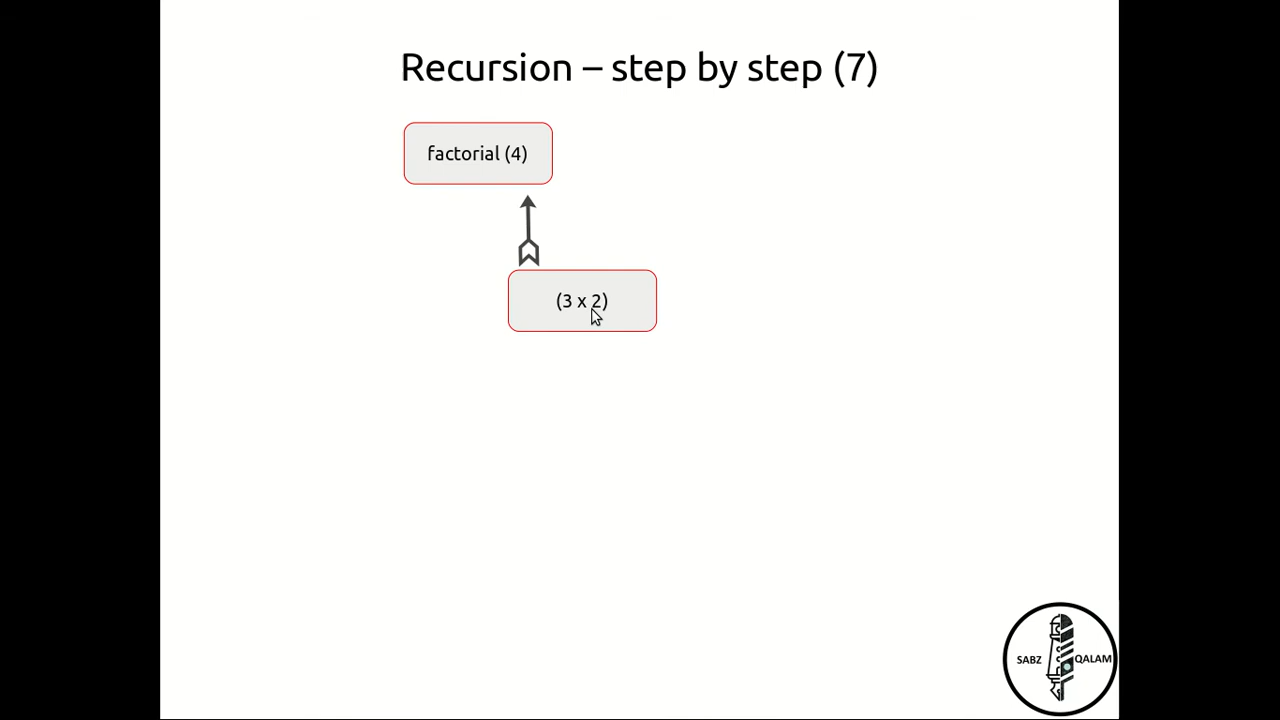 Recursion – step by step (7)
factorial (4)
(3 x 2)
SABZ QALAM